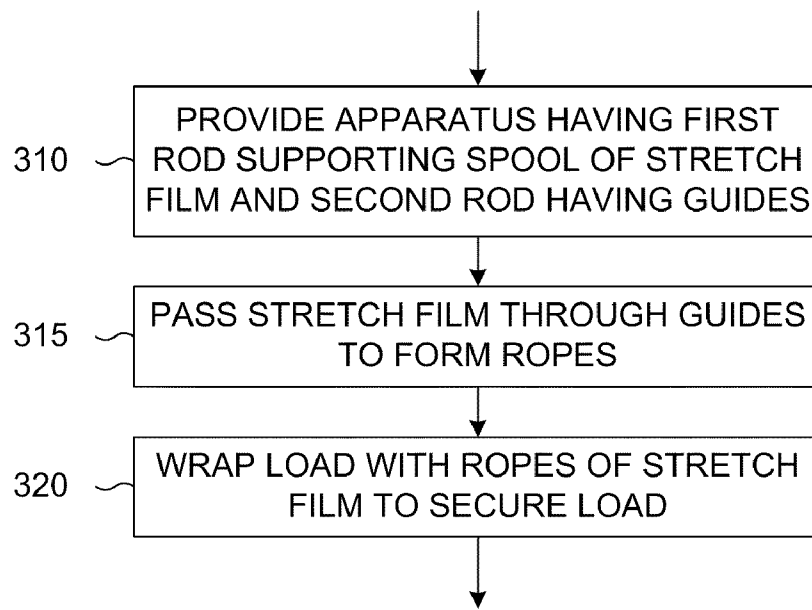 PROVIDE APPARATUS HAVING FIRST
310
ROD SUPPORTING SPOOL OF STRETCH
FILM AND SECOND ROD HAVING GUIDES
315
PASS STRETCH FILM THROUGH GUIDES
TO FORM ROPES
320
WRAP LOAD WITH ROPES OF STRETCH
FILM TO SECURE LOAD